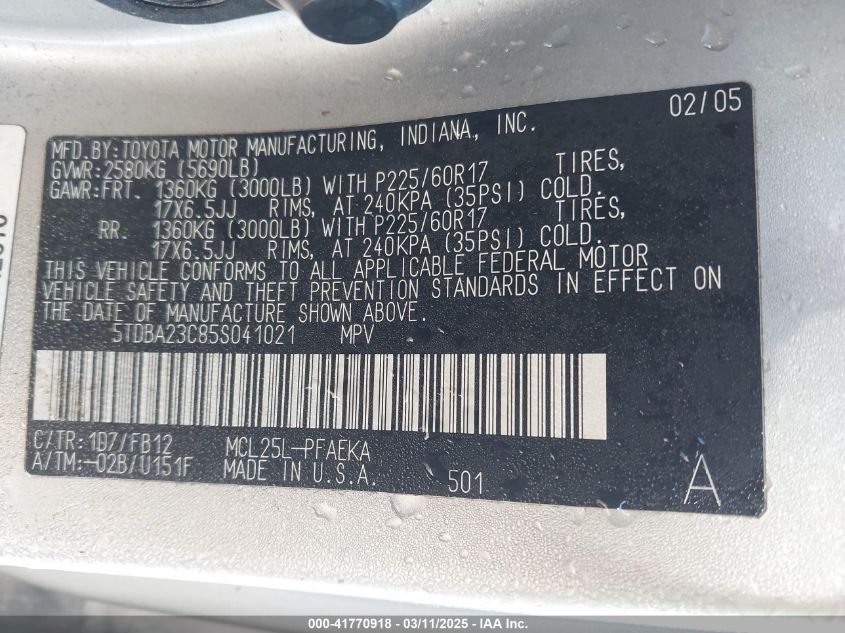 02/05
MFD.BY:TOYOTA MOTOR MANUFACTURING, INDIANA, INC.
GVWR:2580KG (5690LB)
GAWR:FRT. 1360KG (3000LB) WITH P225/60R17 TIRES,
17X6.5JJ RIMS, AT 240KPA (35PSI) COLD.
RR. 1360KG (3000LB) WITH P225/60R17 TIRES,
17X6.5JJ RIMS, AT 240KPA (35PSI) COLD.
THIS VEHICLE CONFORMS TO ALL APPLICABLE FEDERAL MOTOR
VEHICLE SAFETY AND THEFT PREVENTION STANDARDS IN EFFECT ON
THE DATE OF MANUFACTURE SHOWN ABOVE.
5TDBA23C85S041021 MPV
C/TR:1D7/FB12 MCL25L-PFAEKA
A/TM:-02B/U151F MADE IN U.S.A. 501 A
000-41770918 - 03/11/2025 - IAA Inc.